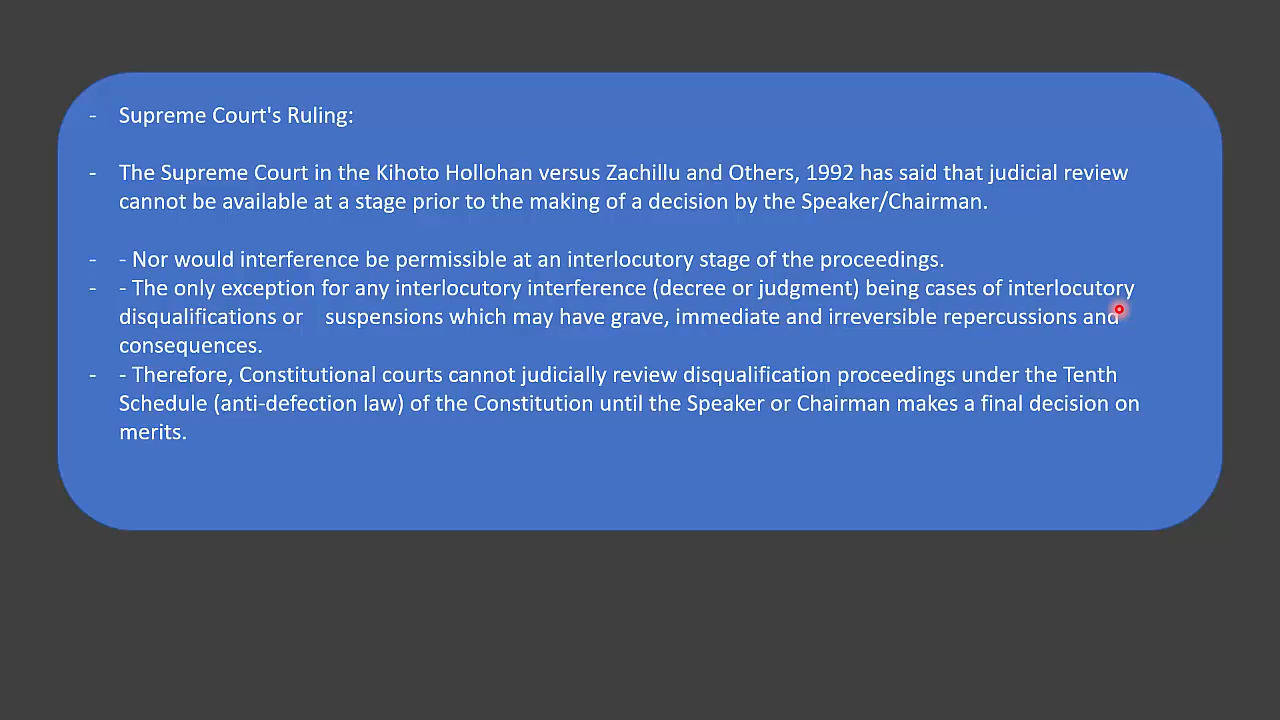 - Supreme Court's Ruling:
- The Supreme Court in the Kihoto Hollohan versus Zachillu and Others, 1992 has said that judicial review
cannot be available at a stage prior to the making of a decision by the Speaker/Chairman.
- - Nor would interference be permissible at an interlocutory stage of the proceedings.
- - The only exception for any interlocutory interference (decree or judgment) being cases of interlocutory
disqualifications or suspensions which may have grave, immediate and irreversible repercussions and
consequences.
- - Therefore, Constitutional courts cannot judicially review disqualification proceedings under the Tenth
Schedule (anti-defection law) of the Constitution until the Speaker or Chairman makes a final decision on
merits.